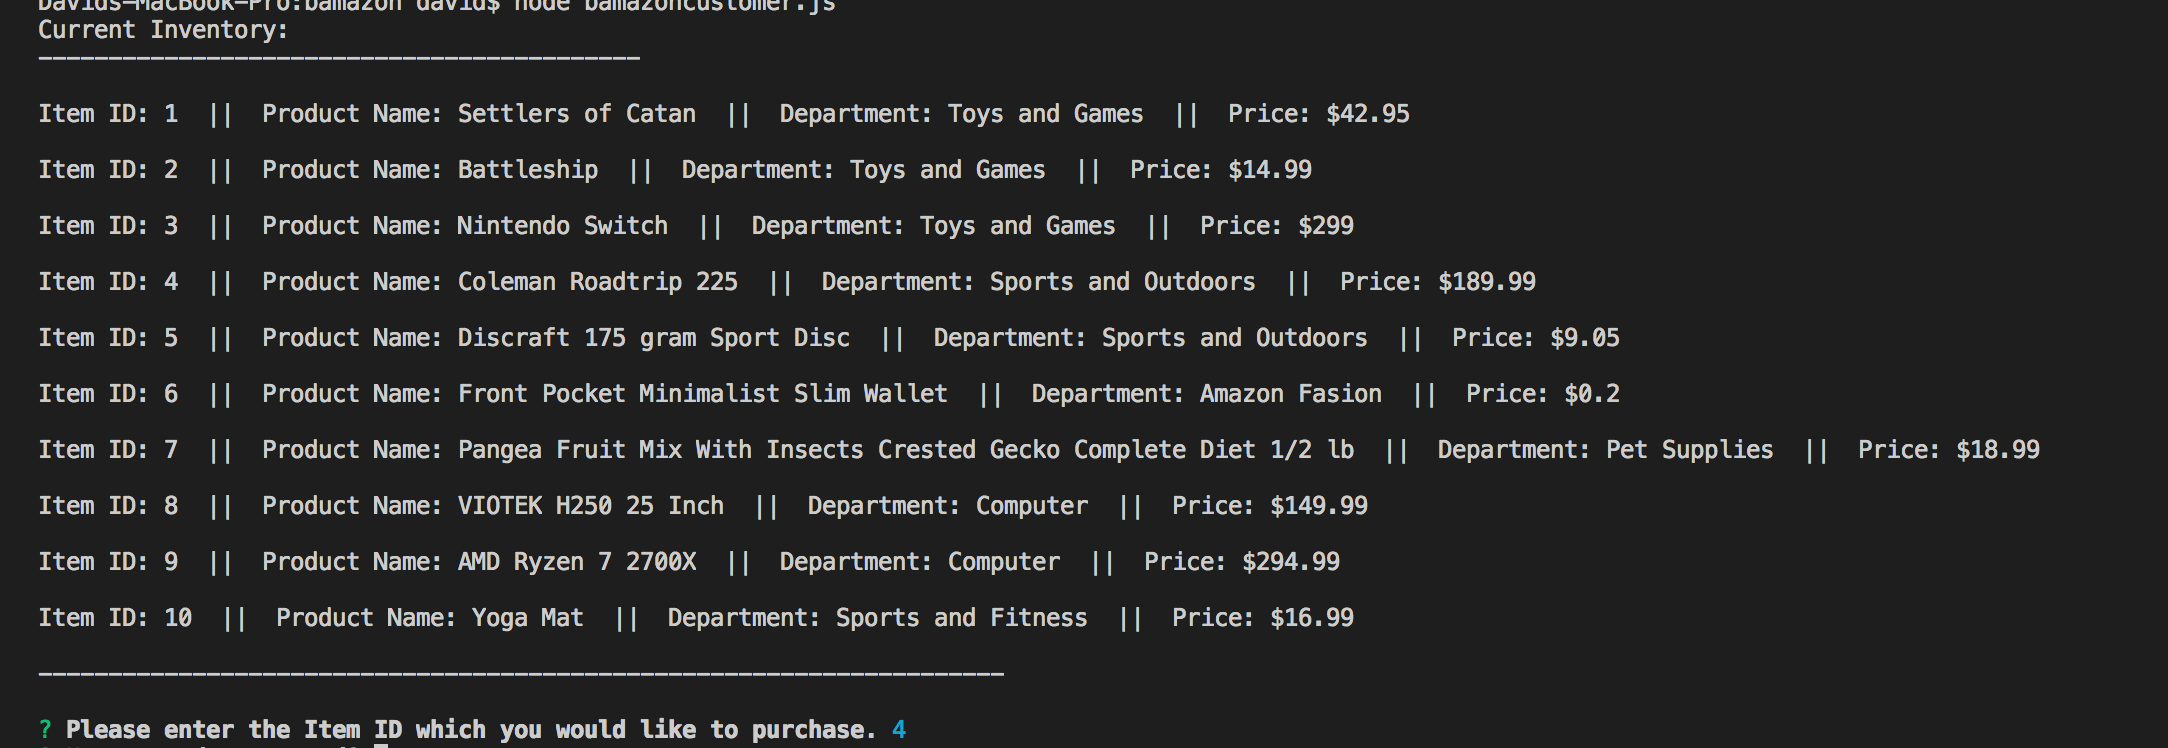 Davids-MacBook-Pro:bamazon david$ node bamazoncustomer.js
Current Inventory:
-------------------------------------------
Item ID: 1  ||  Product Name: Settlers of Catan  ||  Department: Toys and Games  ||  Price: $42.95
Item ID: 2  ||  Product Name: Battleship  ||  Department: Toys and Games  ||  Price: $14.99
Item ID: 3  ||  Product Name: Nintendo Switch  ||  Department: Toys and Games  ||  Price: $299
Item ID: 4  ||  Product Name: Coleman Roadtrip 225  ||  Department: Sports and Outdoors  ||  Price: $189.99
Item ID: 5  ||  Product Name: Discraft 175 gram Sport Disc  ||  Department: Sports and Outdoors  ||  Price: $9.05
Item ID: 6  ||  Product Name: Front Pocket Minimalist Slim Wallet  ||  Department: Amazon Fasion  ||  Price: $0.2
Item ID: 7  ||  Product Name: Pangea Fruit Mix With Insects Crested Gecko Complete Diet 1/2 lb  ||  Department: Pet Supplies  ||  Price: $18.99
Item ID: 8  ||  Product Name: VIOTEK H250 25 Inch  ||  Department: Computer  ||  Price: $149.99
Item ID: 9  ||  Product Name: AMD Ryzen 7 2700X  ||  Department: Computer  ||  Price: $294.99
Item ID: 10  ||  Product Name: Yoga Mat  ||  Department: Sports and Fitness  ||  Price: $16.99
---------------------------------------------------------------------
? Please enter the Item ID which you would like to purchase. 4